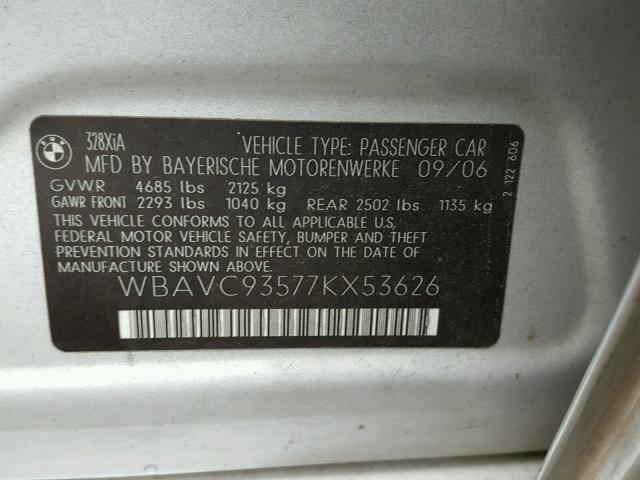 BMW
328XiA VEHICLE TYPE: PASSENGER CAR
MFD BY BAYERISCHE MOTORENWERKE 09/06
GVWR 4685 lbs 2125 kg
GAWR FRONT 2293 lbs 1040 kg REAR 2502 lbs 1135 kg
THIS VEHICLE CONFORMS TO ALL APPLICABLE U.S.
FEDERAL MOTOR VEHICLE SAFETY, BUMPER AND THEFT
PREVENTION STANDARDS IN EFFECT ON THE DATE OF
MANUFACTURE SHOWN ABOVE.
WBAVC93577KX53626
2 122 606